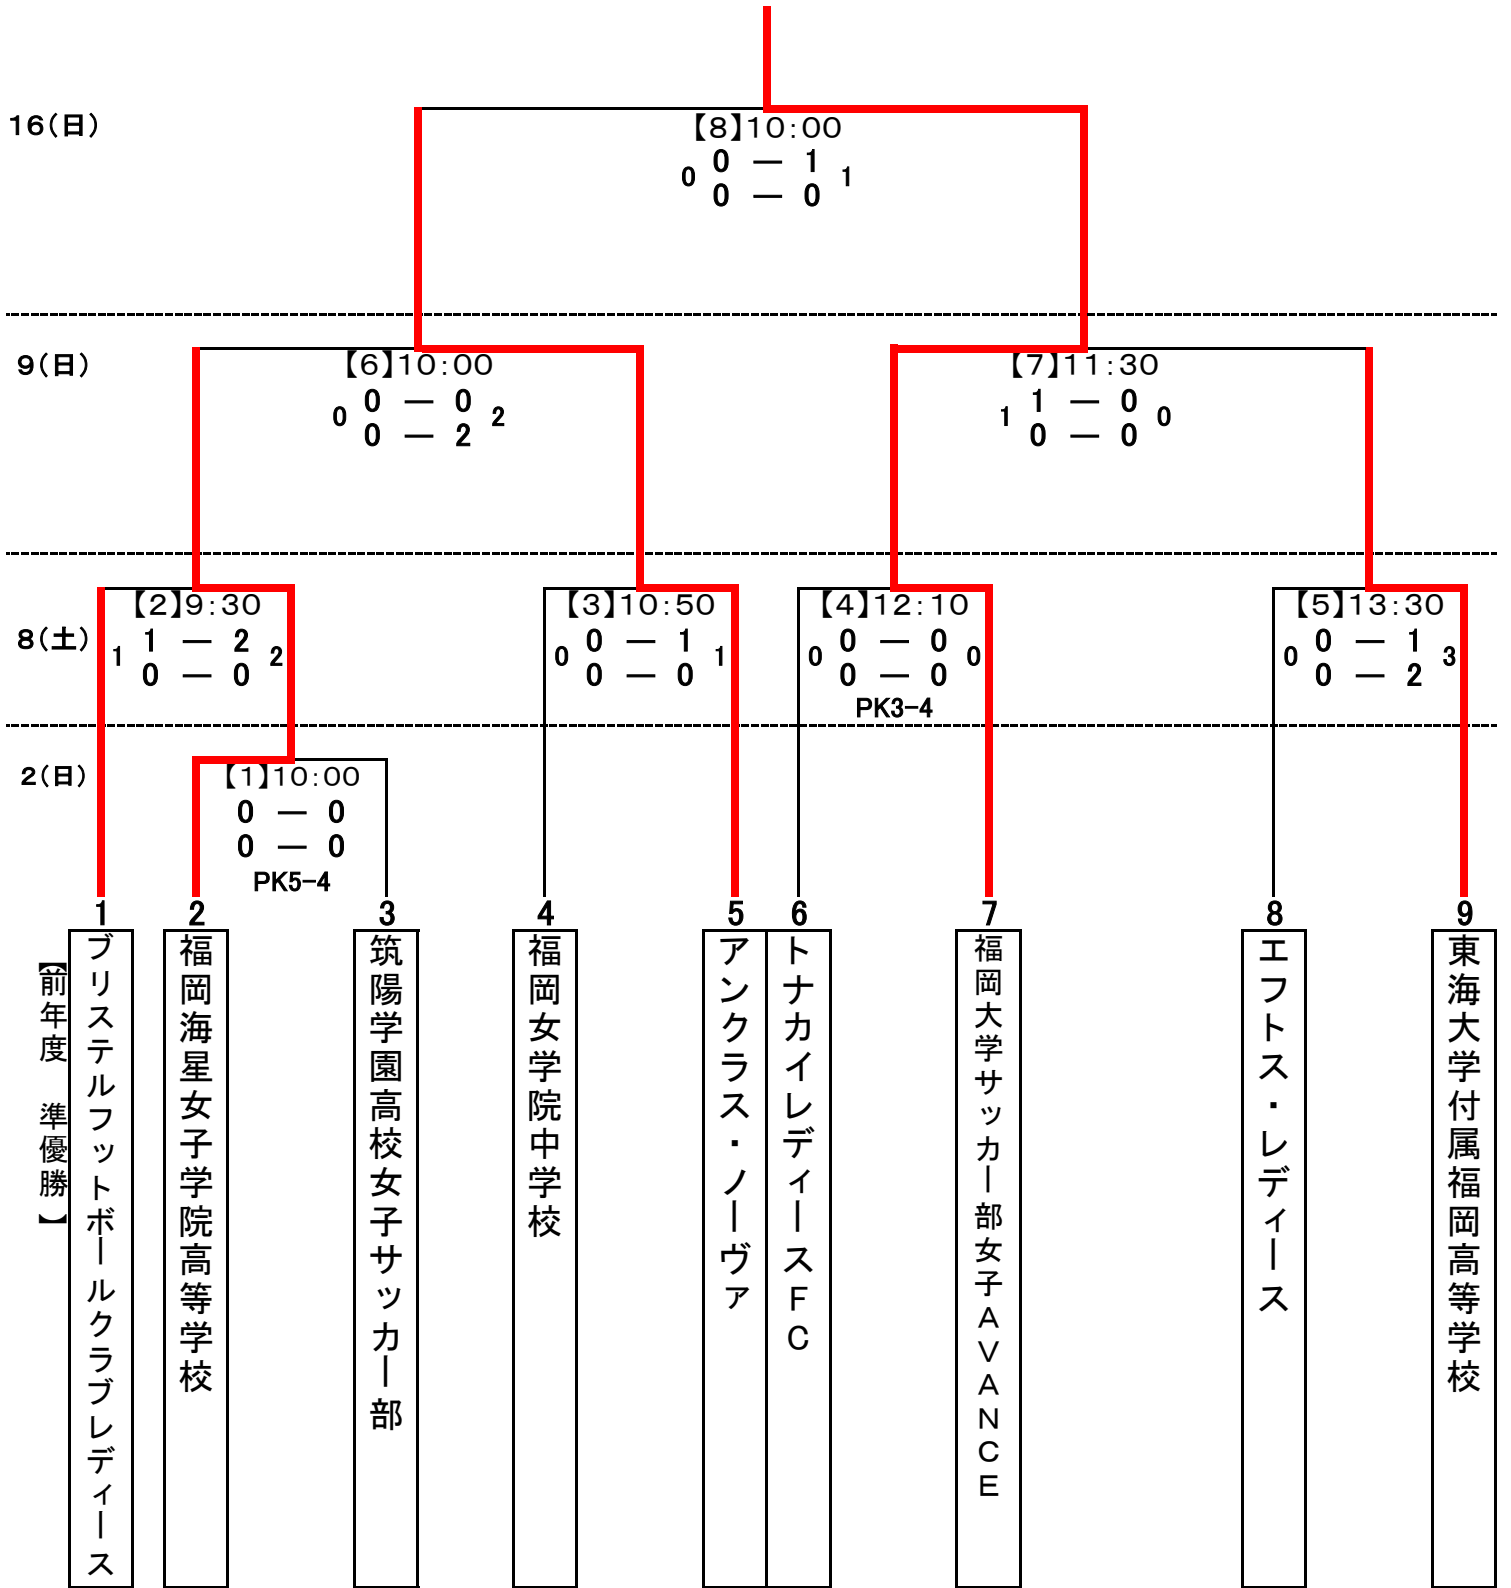 16(日)
【8】10:00
0 0 — 1 1
0 — 0
9(日)
【6】10:00
0 0 — 0 2
0 — 2
【7】11:30
1 1 — 0 0
0 — 0
8(土)
【2】9:30
1 1 — 2 2
0 — 0
【3】10:50
0 0 — 1 1
0 — 0
【4】12:10
0 0 — 0 0
0 — 0
PK3-4
【5】13:30
0 0 — 1 3
0 — 2
2(日)
【1】10:00
0 — 0
0 — 0
PK5-4
1
【前年度 準優勝】
ブリステルフットボールクラブレディース
2
福岡海星女子学院高等学校
3
筑陽学園高校女子サッカー部
4
福岡女学院中学校
5
アンクラス・ノーヴァ
6
トナカイレディースFC
7
福岡大学サッカー部女子AVANCE
8
エフトス・レディース
9
東海大学付属福岡高等学校